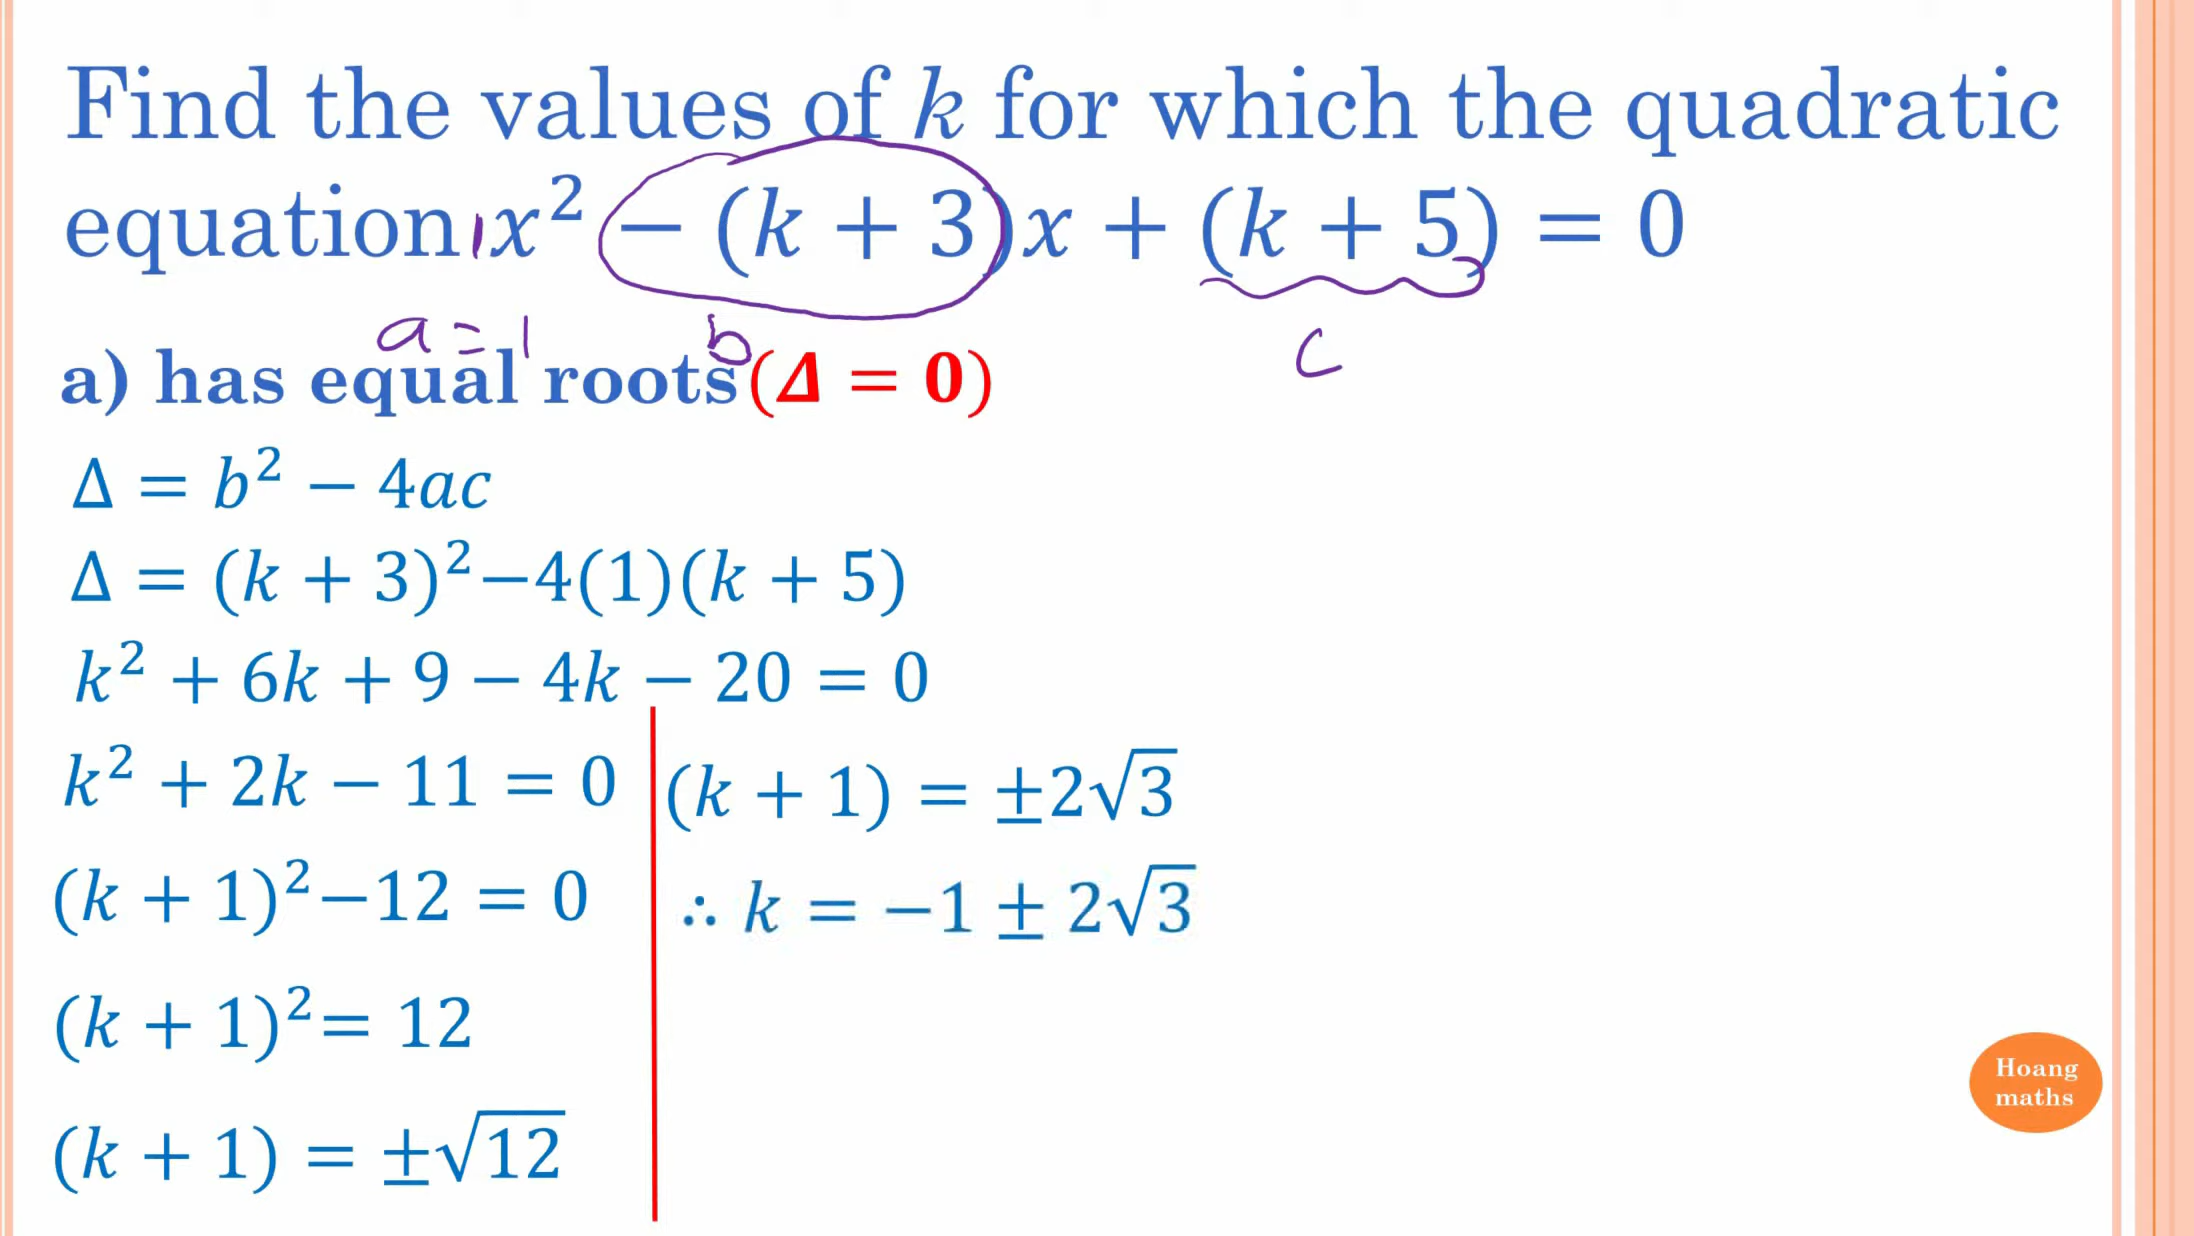 Find the values of k for which the quadratic
equation 1x² − (k + 3)x + (k + 5) = 0
a = 1 b c
a) has equal roots (Δ = 0)
Δ = b² − 4ac
Δ = (k + 3)²−4(1)(k + 5)
k² + 6k + 9 − 4k − 20 = 0
k² + 2k − 11 = 0
(k + 1)²−12 = 0
(k + 1)²= 12
(k + 1) = ±√12
(k + 1) = ±2√3
∴ k = −1 ± 2√3
Hoang
maths